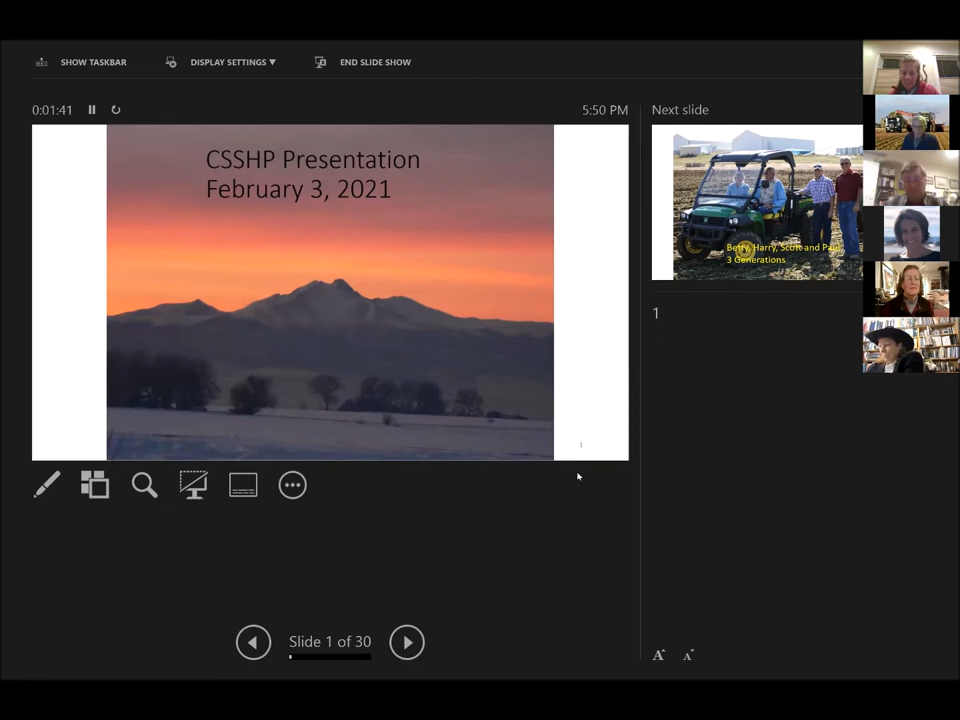 SHOW TASKBAR
DISPLAY SETTINGS ▼
END SLIDE SHOW
0:01:41
5:50 PM
Next slide
CSSHP Presentation
February 3, 2021
1
Betty, Harry, Scott and Paul
3 Generations
1
Slide 1 of 30
A A